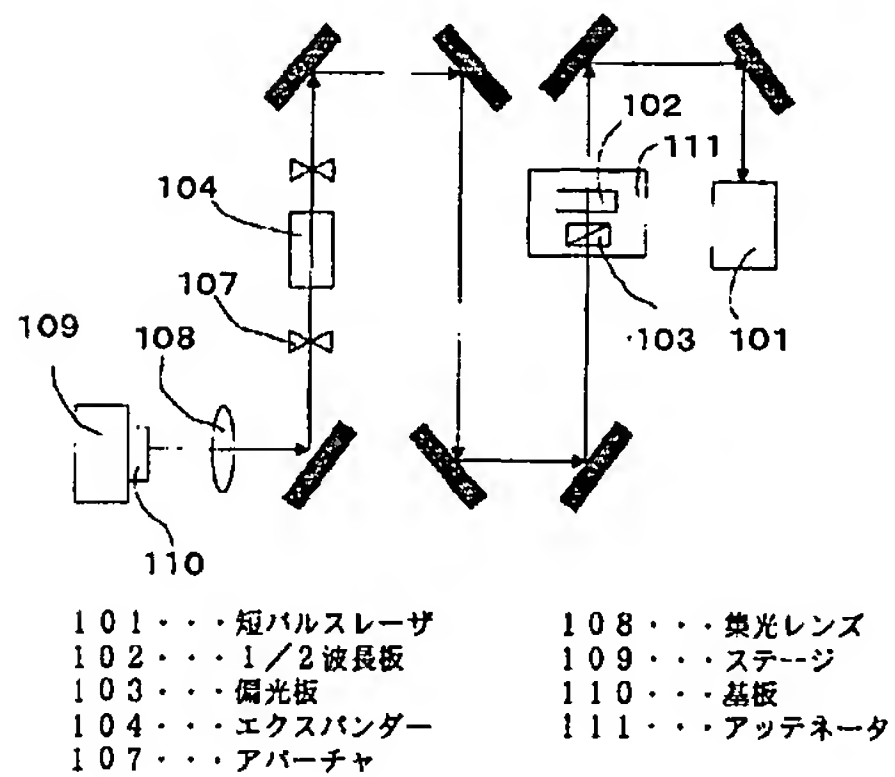 102
111
104
107
109
108
103
101
110
101・・・短パルスレーザ
102・・・1/2波長板
103・・・偏光板
104・・・エクスパンダー
107・・・アパーチャ
108・・・集光レンズ
109・・・ステージ
110・・・基板
111・・・アッテネータ